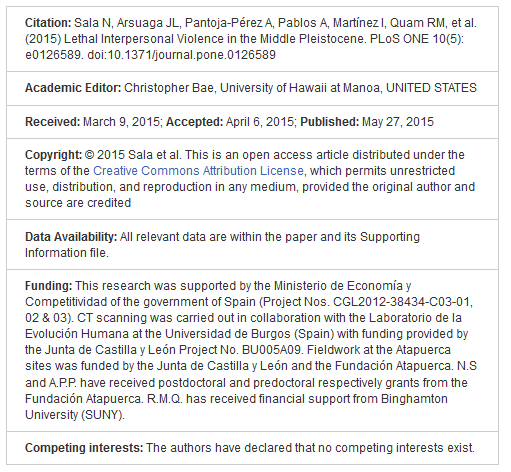 Citation: Sala N, Arsuaga JL, Pantoja-Pérez A, Pablos A, Martínez I, Quam RM, et al.
(2015) Lethal Interpersonal Violence in the Middle Pleistocene. PLoS ONE 10(5):
e0126589. doi:10.1371/journal.pone.0126589
Academic Editor: Christopher Bae, University of Hawaii at Manoa, UNITED STATES
Received: March 9, 2015; Accepted: April 6, 2015; Published: May 27, 2015
Copyright: © 2015 Sala et al. This is an open access article distributed under the
terms of the Creative Commons Attribution License, which permits unrestricted
use, distribution, and reproduction in any medium, provided the original author and
source are credited
Data Availability: All relevant data are within the paper and its Supporting
Information file.
Funding: This research was supported by the Ministerio de Economía y
Competitividad of the government of Spain (Project Nos. CGL2012-38434-C03-01,
02 & 03). CT scanning was carried out in collaboration with the Laboratorio de la
Evolución Humana at the Universidad de Burgos (Spain) with funding provided by
the Junta de Castilla y León Project No. BU005A09. Fieldwork at the Atapuerca
sites was funded by the Junta de Castilla y León and the Fundación Atapuerca. N.S
and A.P.P. have received postdoctoral and predoctoral respectively grants from the
Fundación Atapuerca. R.M.Q. has received financial support from Binghamton
University (SUNY).
Competing interests: The authors have declared that no competing interests exist.